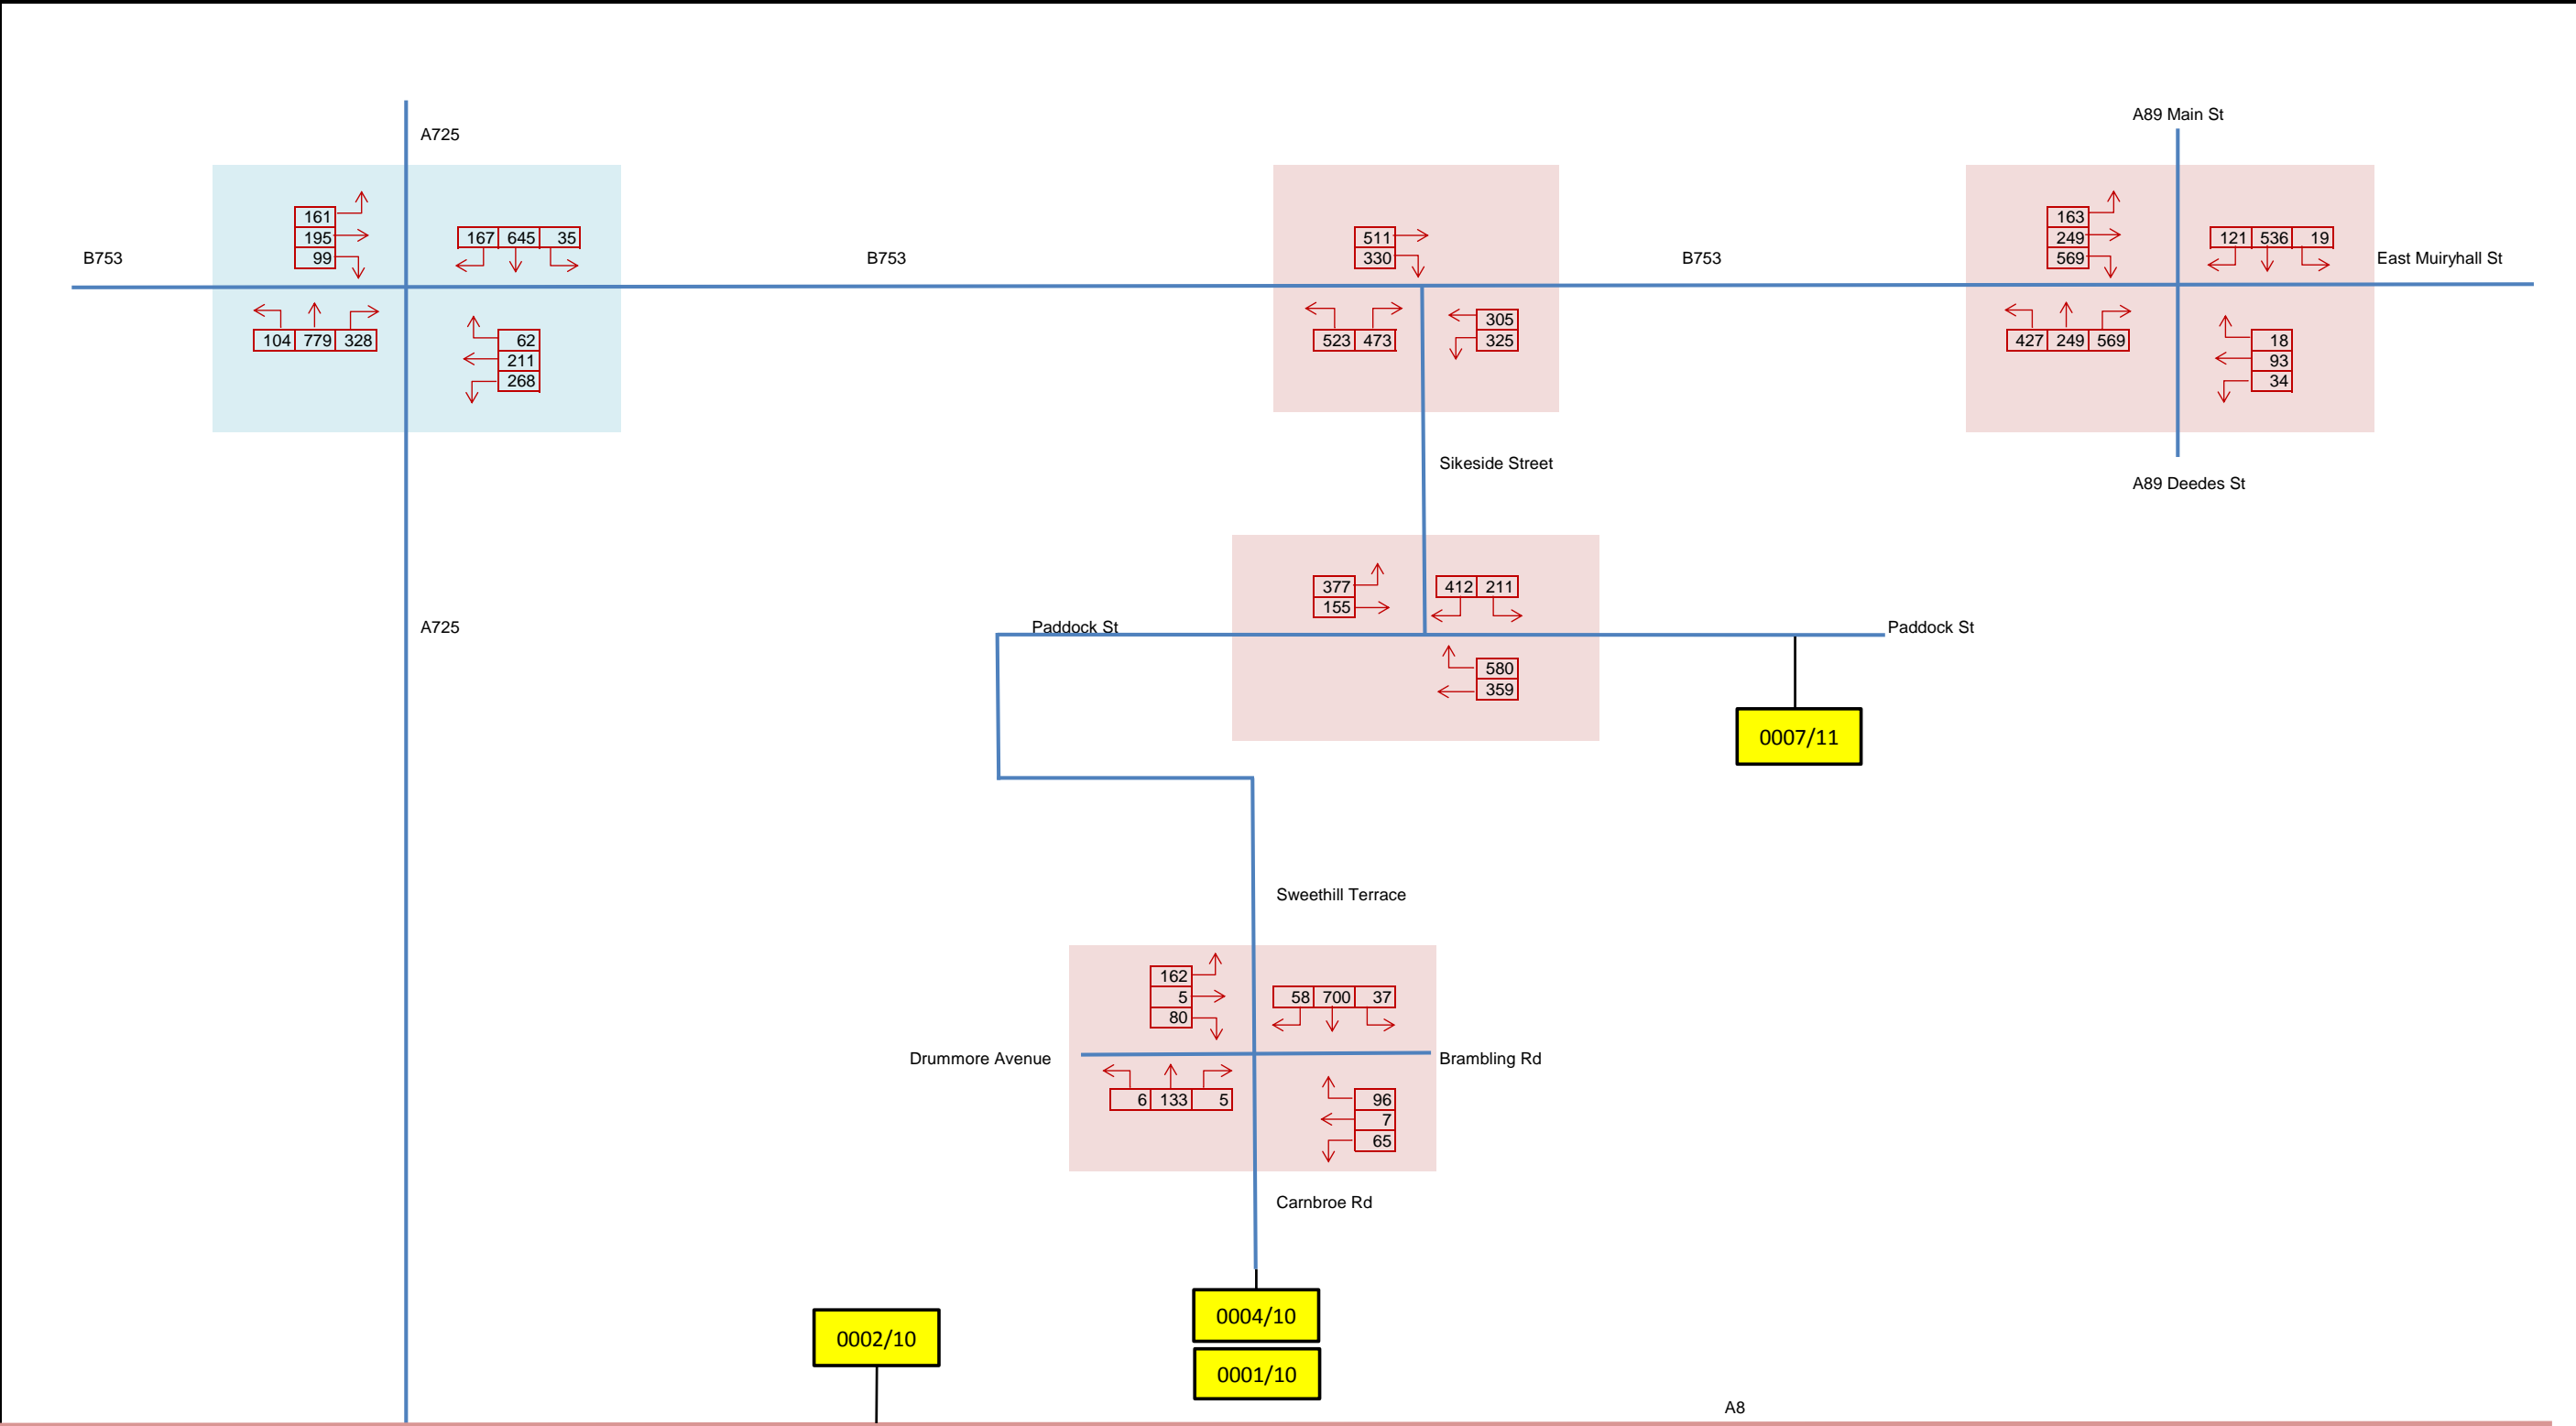 A725
A89 Main St
161
195
99
167 645 35
B753
104 779 328
62
211
268
B753
511
330
523 473
305
325
B753
163
249
569
121 536 19
East Muiryhall St
427 249 569
18
93
34
Sikeside Street
A89 Deedes St
A725
377
155
412 211
Paddock St
Paddock St
580
359
0007/11
Sweethill Terrace
162
5
80
58 700 37
Drummore Avenue
Brambling Rd
6 133 5
96
7
65
Carnbroe Rd
0002/10
0004/10
0001/10
A8